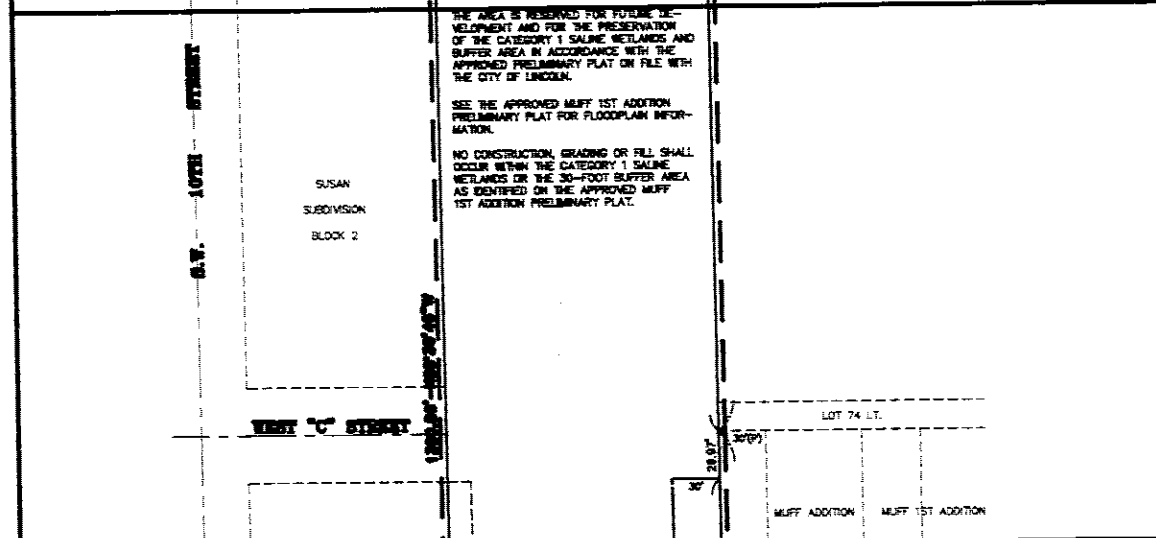 THE AREA IS RESERVED FOR FUTURE DE-
VELOPMENT AND FOR THE PRESERVATION
OF THE CATEGORY 1 SALINE WETLANDS AND
BUFFER AREA IN ACCORDANCE WITH THE
APPROVED PRELIMINARY PLAT ON FILE WITH
THE CITY OF LINCOLN.
SEE THE APPROVED MUFF 1ST ADDITION
PRELIMINARY PLAT FOR FLOODPLAIN INFOR-
MATION.
NO CONSTRUCTION, GRADING OR FILL SHALL
OCCUR WITHIN THE CATEGORY 1 SALINE
WETLANDS OR THE 30-FOOT BUFFER AREA
AS IDENTIFIED ON THE APPROVED MUFF
1ST ADDITION PRELIMINARY PLAT.
S.W. 10TH STREET
SUSAN
SUBDIVISION
BLOCK 2
WEST "C" STREET
LOT 74 I.T.
30'(P)
28.97'
30'
MUFF ADDITION
MUFF 1ST ADDITION